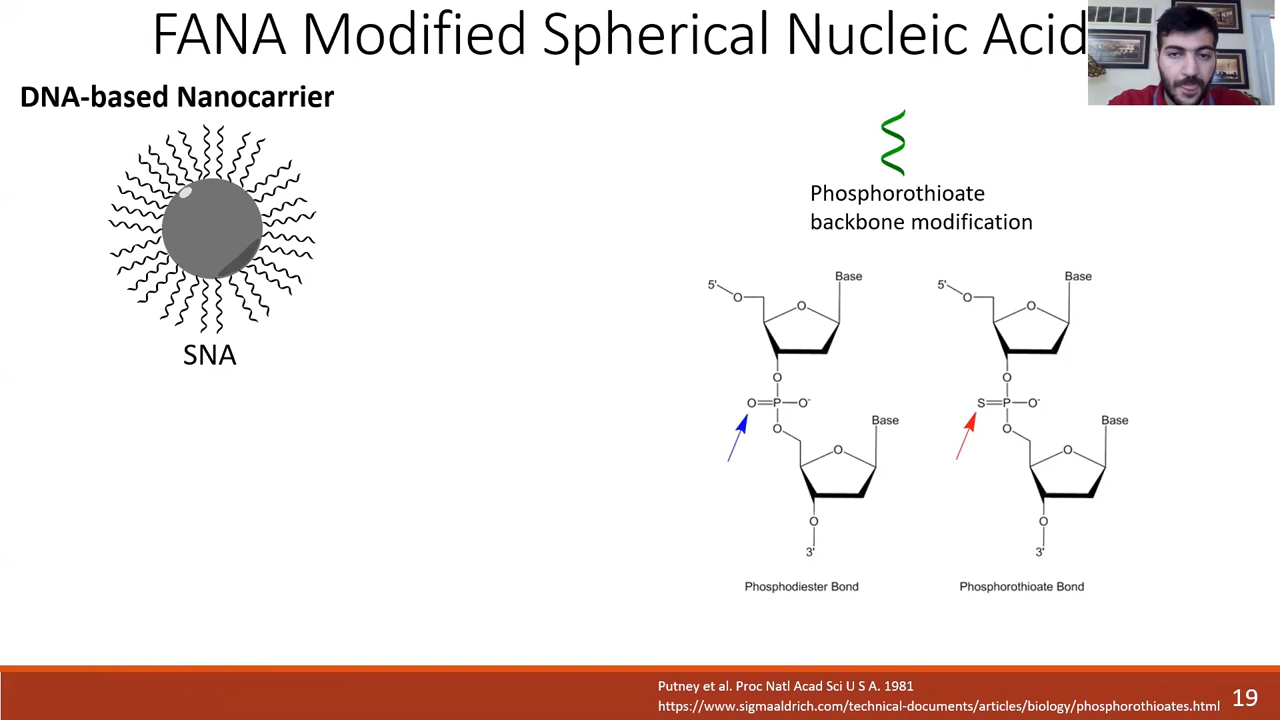 FANA Modified Spherical Nucleic Acid
DNA-based Nanocarrier
SNA
Phosphorothioate
backbone modification
Base
5'
O
O
O
O=P–O⁻
O
Base
O
O
3'
Phosphodiester Bond
Base
5'
O
O
O
S=P–O⁻
O
Base
O
O
3'
Phosphorothioate Bond
Putney et al. Proc Natl Acad Sci U S A. 1981
https://www.sigmaaldrich.com/technical-documents/articles/biology/phosphorothioates.html
19